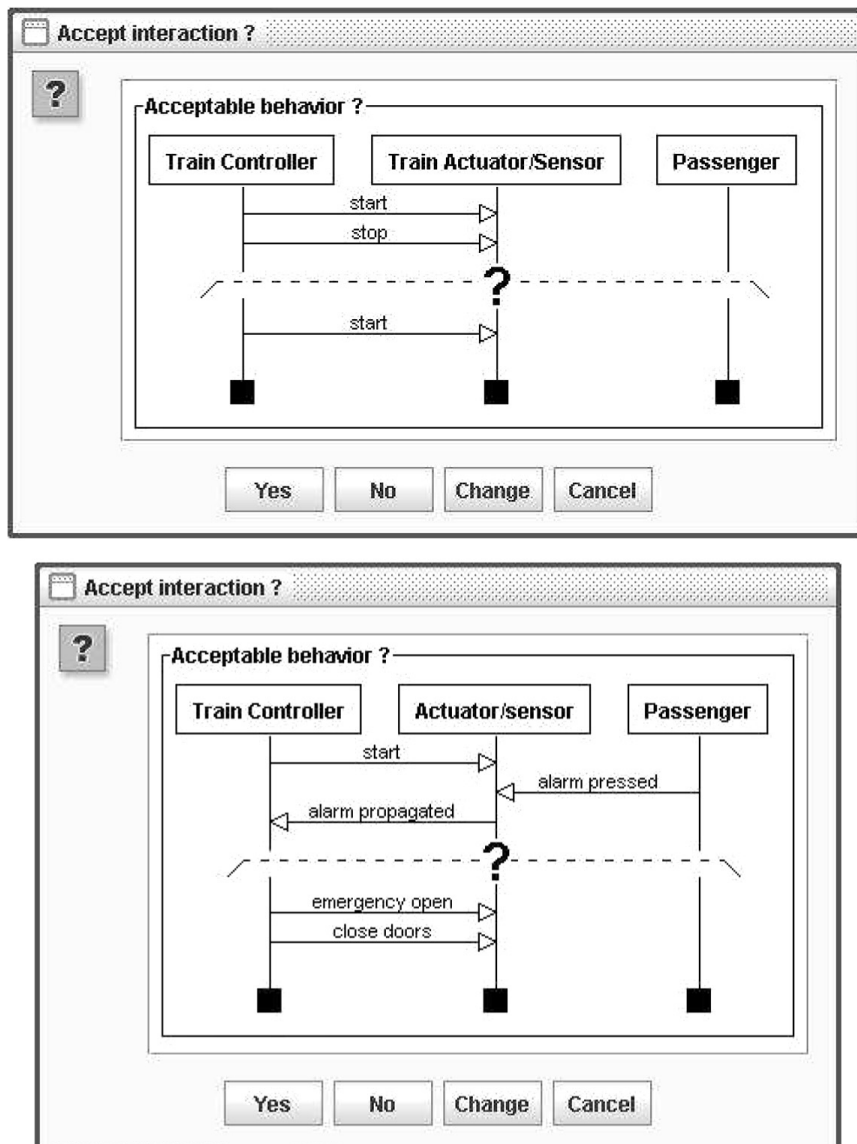 Accept interaction ?
?
Acceptable behavior ?
Train Controller Train Actuator/Sensor Passenger
start
stop
?
start
Yes No Change Cancel
Accept interaction ?
?
Acceptable behavior ?
Train Controller Actuator/sensor Passenger
start
alarm pressed
alarm propagated
?
emergency open
close doors
Yes No Change Cancel